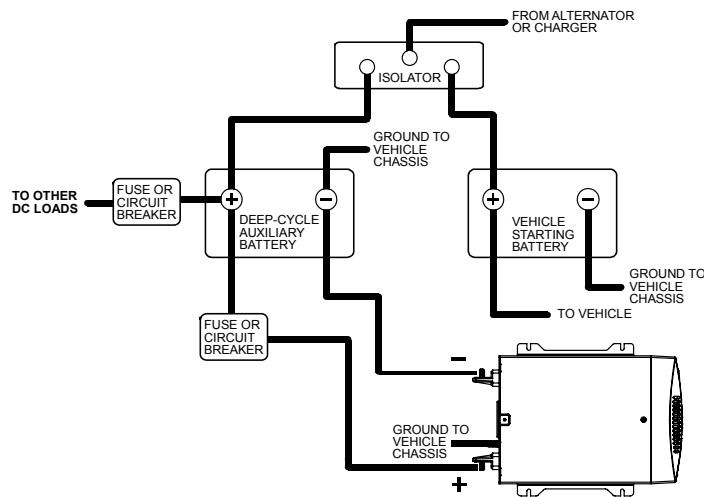 FROM ALTERNATOR
OR CHARGER
ISOLATOR
GROUND TO
VEHICLE
CHASSIS
TO OTHER
DC LOADS
FUSE OR
CIRCUIT
BREAKER
+
−
DEEP-CYCLE
AUXILIARY
BATTERY
+
−
VEHICLE
STARTING
BATTERY
GROUND TO
VEHICLE
CHASSIS
TO VEHICLE
FUSE OR
CIRCUIT
BREAKER
−
GROUND TO
VEHICLE
CHASSIS
+